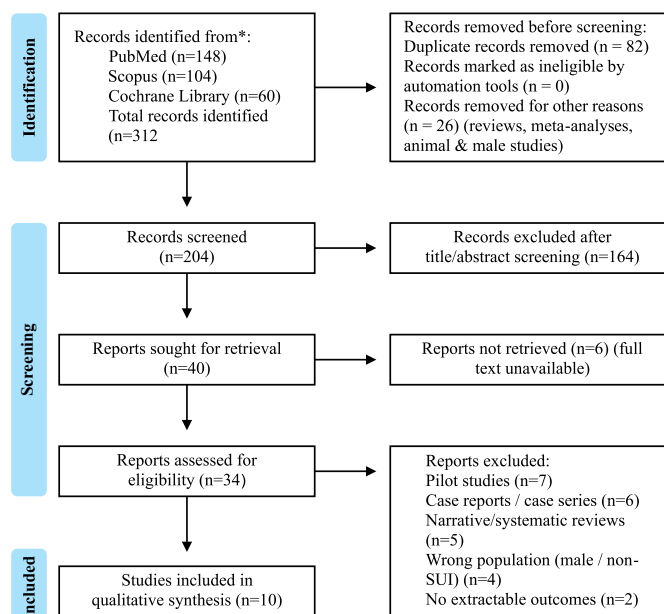 Identification
Records identified from*:
PubMed (n=148)
Scopus (n=104)
Cochrane Library (n=60)
Total records identified
(n=312
Records removed before screening:
Duplicate records removed (n = 82)
Records marked as ineligible by
automation tools (n = 0)
Records removed for other reasons
(n = 26) (reviews, meta-analyses,
animal & male studies)
Screening
Records screened
(n=204)
Records excluded after
title/abstract screening (n=164)
Reports sought for retrieval
(n=40)
Reports not retrieved (n=6) (full
text unavailable)
Reports assessed for
eligibility (n=34)
Reports excluded:
Pilot studies (n=7)
Case reports / case series (n=6)
Narrative/systematic reviews
(n=5)
Wrong population (male / non-
SUI) (n=4)
No extractable outcomes (n=2)
Studies included in
qualitative synthesis (n=10)